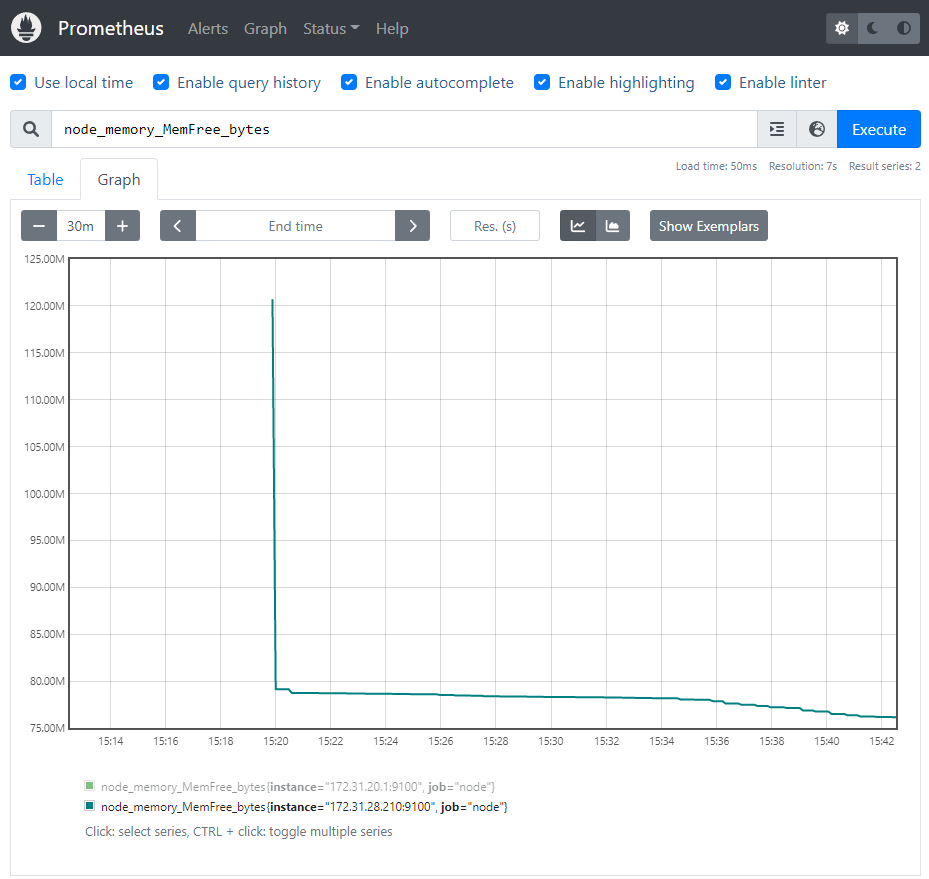 Prometheus Alerts Graph Status Help
Use local time Enable query history Enable autocomplete Enable highlighting Enable linter
node_memory_MemFree_bytes Execute
Load time: 50ms Resolution: 7s Result series: 2
Table Graph
30m End time Res. (s) Show Exemplars
125.00M
120.00M
115.00M
110.00M
105.00M
100.00M
95.00M
90.00M
85.00M
80.00M
75.00M
15:14 15:16 15:18 15:20 15:22 15:24 15:26 15:28 15:30 15:32 15:34 15:36 15:38 15:40 15:42
node_memory_MemFree_bytes{instance="172.31.20.1:9100", job="node"}
node_memory_MemFree_bytes{instance="172.31.28.210:9100", job="node"}
Click: select series, CTRL + click: toggle multiple series